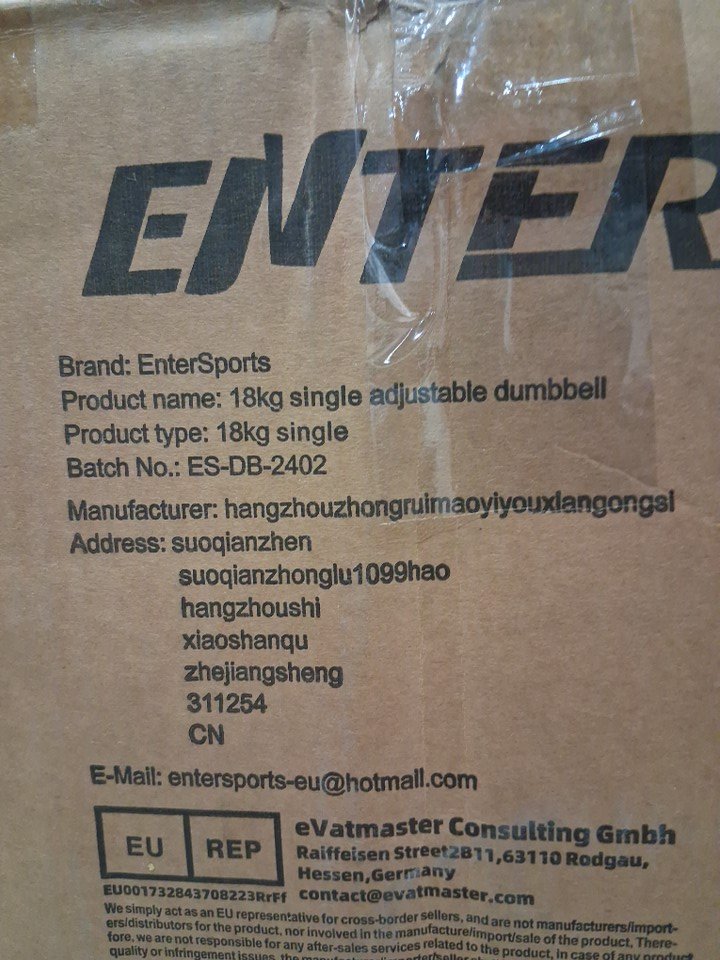 ENTER
Brand: EnterSports
Product name: 18kg single adjustable dumbbell
Product type: 18kg single
Batch No.: ES-DB-2402
Manufacturer: hangzhouzhongruimaoyiyouxiangongsi
Address: suoqianzhen
suoqianzhonglu1099hao
hangzhoushi
xiaoshanqu
zhejiangsheng
311254
CN
E-Mail: entersports-eu@hotmail.com
EU REP
eVatmaster Consulting Gmbh
Raiffeisen Street2B11,63110 Rodgau,
Hessen,Germany
EU001732843708223RrFf contact@evatmaster.com
We simply act as an EU representative for cross-border sellers, and are not manufacturers/import-
ers/distributors for the product, nor involved in the manufacture/import/sale of the product, There-
fore, we are not responsible for any after-sales services related to the product, in case of any product
quality or infringement issues, the